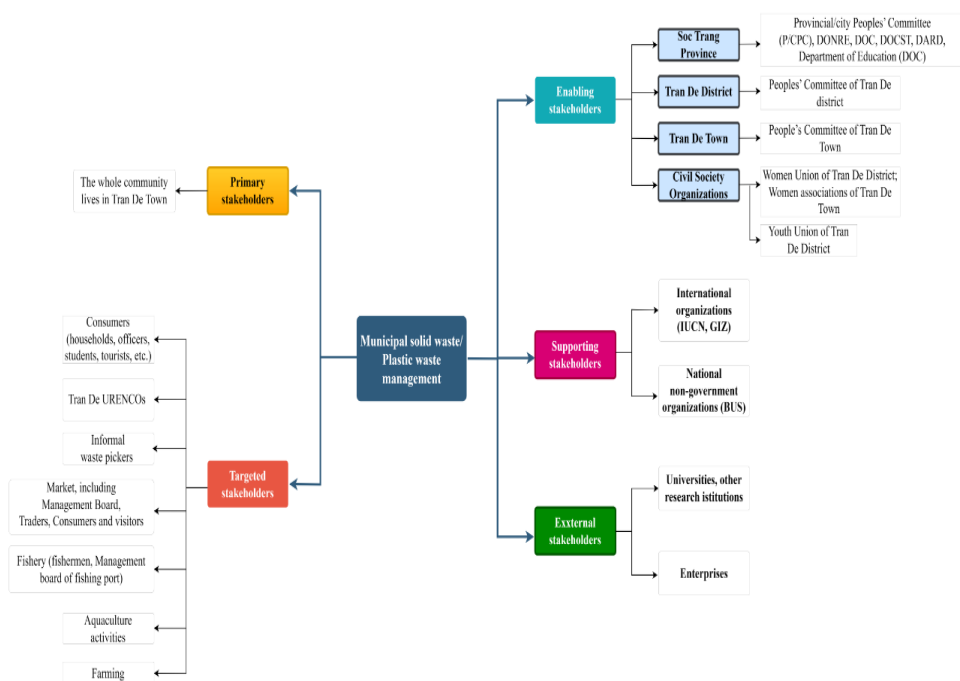 Municipal solid waste/
Plastic waste
management
Primary
stakeholders
The whole community
lives in Tran De Town
Targeted
stakeholders
Consumers
(households, officers,
students, tourists, etc.)
Tran De URENCOs
Informal
waste pickers
Market, including
Management Board,
Traders, Consumers and visitors
Fishery (fishermen, Management
board of fishing port)
Aquaculture
activities
Farming
Enabling
stakeholders
Soc Trang
Province
Provincial/city Peoples' Committee
(P/CPC), DONRE, DOC, DOCST, DARD,
Department of Education (DOC)
Tran De District
Peoples' Committee of Tran De
district
Tran De Town
People's Committee of Tran De
Town
Civil Society
Organizations
Women Union of Tran De District;
Women associations of Tran De
Town
Youth Union of Tran
De District
Supporting
stakeholders
International
organizations
(IUCN, GIZ)
National
non-government
organizations (BUS)
Exxternal
stakeholders
Universities, other
research istitutions
Enterprises